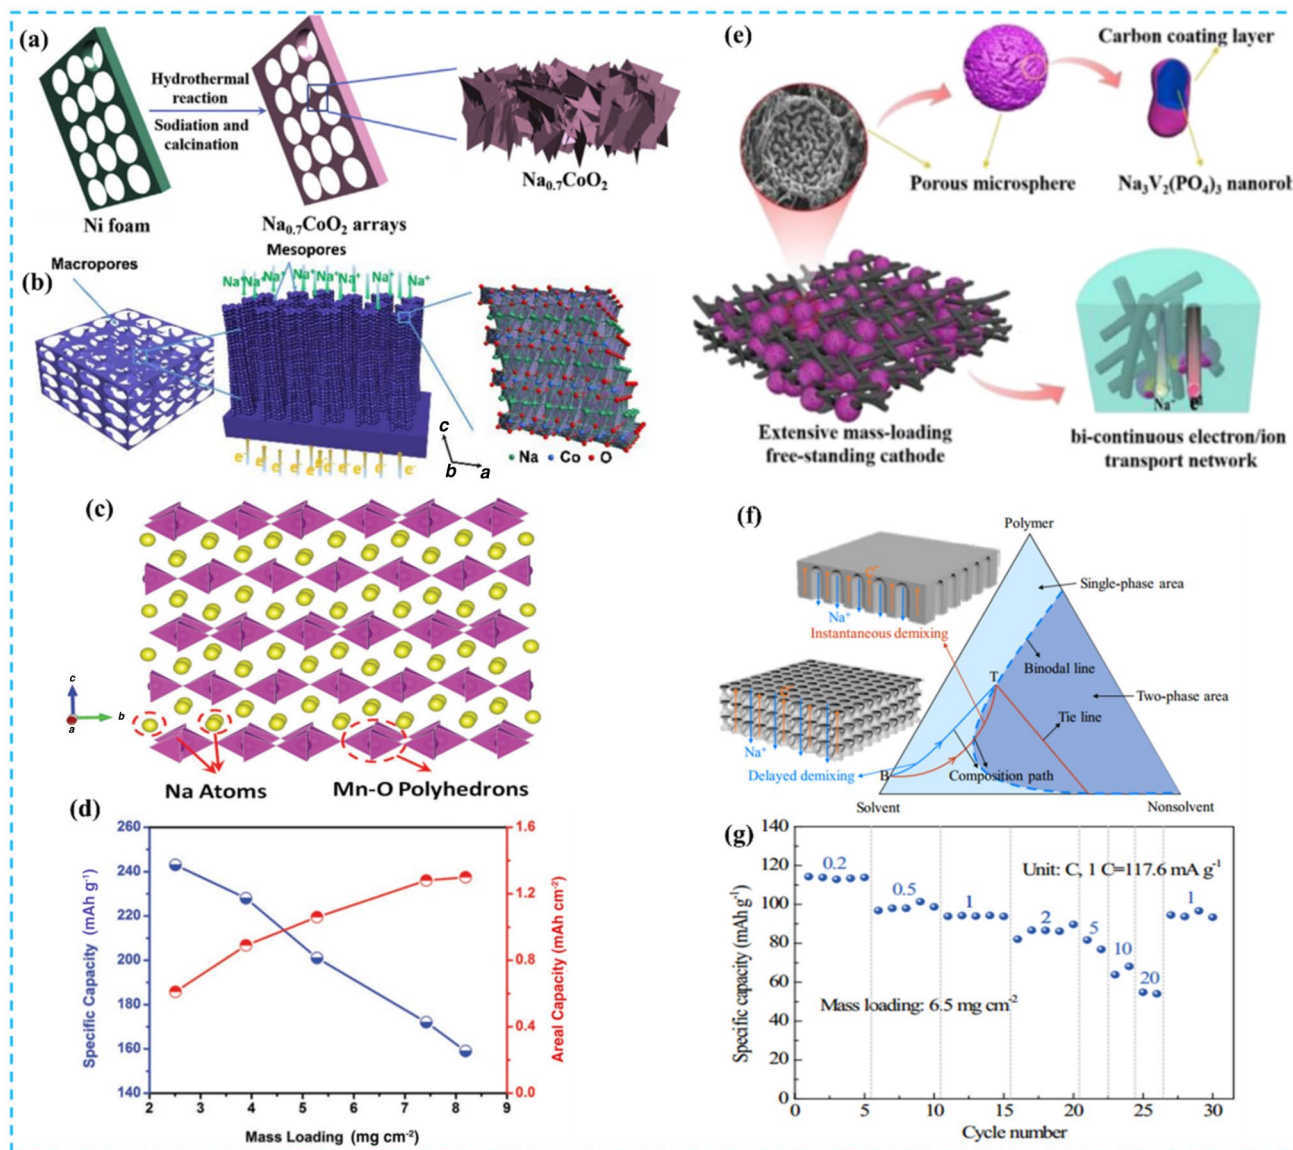 (a)
Hydrothermal
reaction
Sodiation and
calcination
Ni foam
Na0.7CoO2 arrays
Na0.7CoO2
(b)
Macropores
Mesopores
Na+ Na+ Na+ Na+ Na+ Na+ Na+ Na+
e- e- e- e- e- e- e- e- e-
c
b
a
Na Co O
(c)
c
b
a
Na Atoms
Mn-O Polyhedrons
(d)
260
240
220
200
180
160
140
Specific Capacity (mAh g-1)
1.6
1.2
0.8
0.4
0.0
Areal Capacity (mAh cm-2)
2 3 4 5 6 7 8 9
Mass Loading (mg cm-2)
(e)
Carbon coating layer
Porous microsphere
Na3V2(PO4)3 nanorob
Extensive mass-loading
free-standing cathode
Na+
e-
bi-continuous electron/ion
transport network
(f)
Polymer
Single-phase area
e-
Na+
Instantaneous demixing
Binodal line
T
Two-phase area
Tie line
e-
Na+
Delayed demixing
B
Composition path
Solvent
Nonsolvent
(g)
140
120
100
80
60
40
20
0
Specific capacity (mAh g-1)
0.2
0.5
1
2
5
10
20
1
Unit: C, 1 C=117.6 mA g-1
Mass loading: 6.5 mg cm-2
0 5 10 15 20 25 30
Cycle number